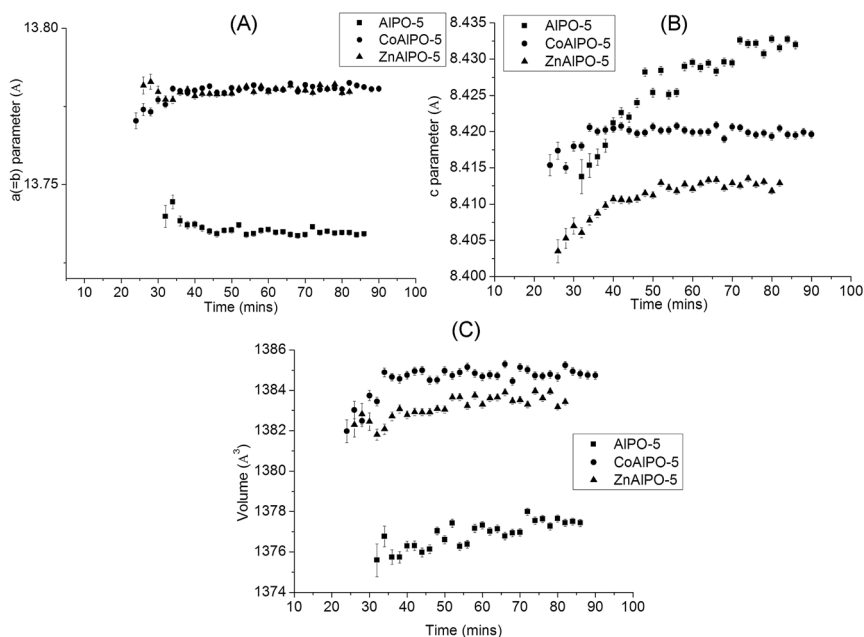 (A)
AlPO-5
CoAlPO-5
ZnAlPO-5
13.80
13.75
a(=b) parameter (A)
10 20 30 40 50 60 70 80 90 100
Time (mins)
(B)
AlPO-5
CoAlPO-5
ZnAlPO-5
8.435
8.430
8.425
8.420
8.415
8.410
8.405
8.400
c parameter (A)
10 20 30 40 50 60 70 80 90 100
Time (mins)
(C)
1386
1384
1382
1380
1378
1376
1374
Volume (A³)
AlPO-5
CoAlPO-5
ZnAlPO-5
10 20 30 40 50 60 70 80 90 100
Time (mins)